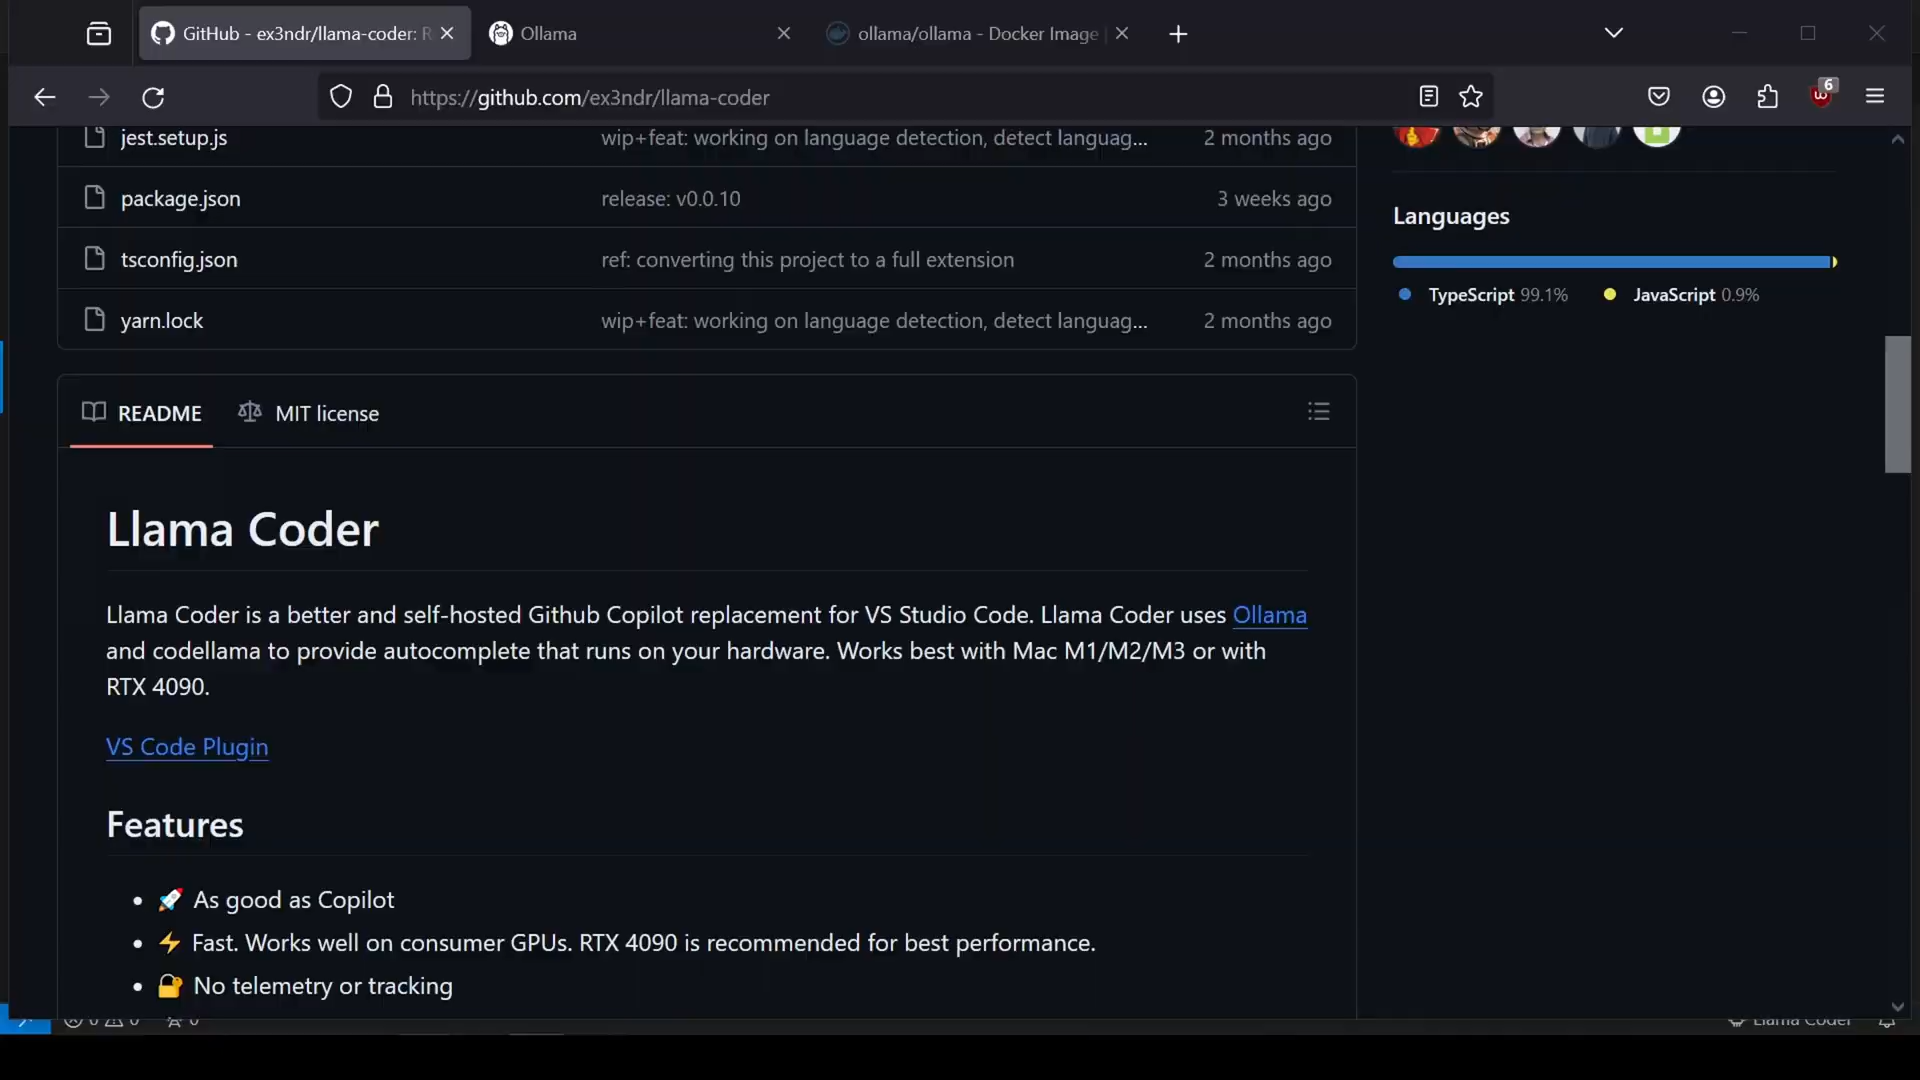 GitHub - ex3ndr/llama-coder: R
Ollama
ollama/ollama - Docker Image
https://github.com/ex3ndr/llama-coder
6
jest.setup.js wip+feat: working on language detection, detect languag... 2 months ago
package.json release: v0.0.10 3 weeks ago
tsconfig.json ref: converting this project to a full extension 2 months ago
yarn.lock wip+feat: working on language detection, detect languag... 2 months ago
Languages
TypeScript 99.1% JavaScript 0.9%
README MIT license
Llama Coder
Llama Coder is a better and self-hosted Github Copilot replacement for VS Studio Code. Llama Coder uses Ollama
and codellama to provide autocomplete that runs on your hardware. Works best with Mac M1/M2/M3 or with
RTX 4090.
VS Code Plugin
Features
• 🚀 As good as Copilot
• ⚡ Fast. Works well on consumer GPUs. RTX 4090 is recommended for best performance.
• 🔐 No telemetry or tracking
0 0 0 Llama Coder